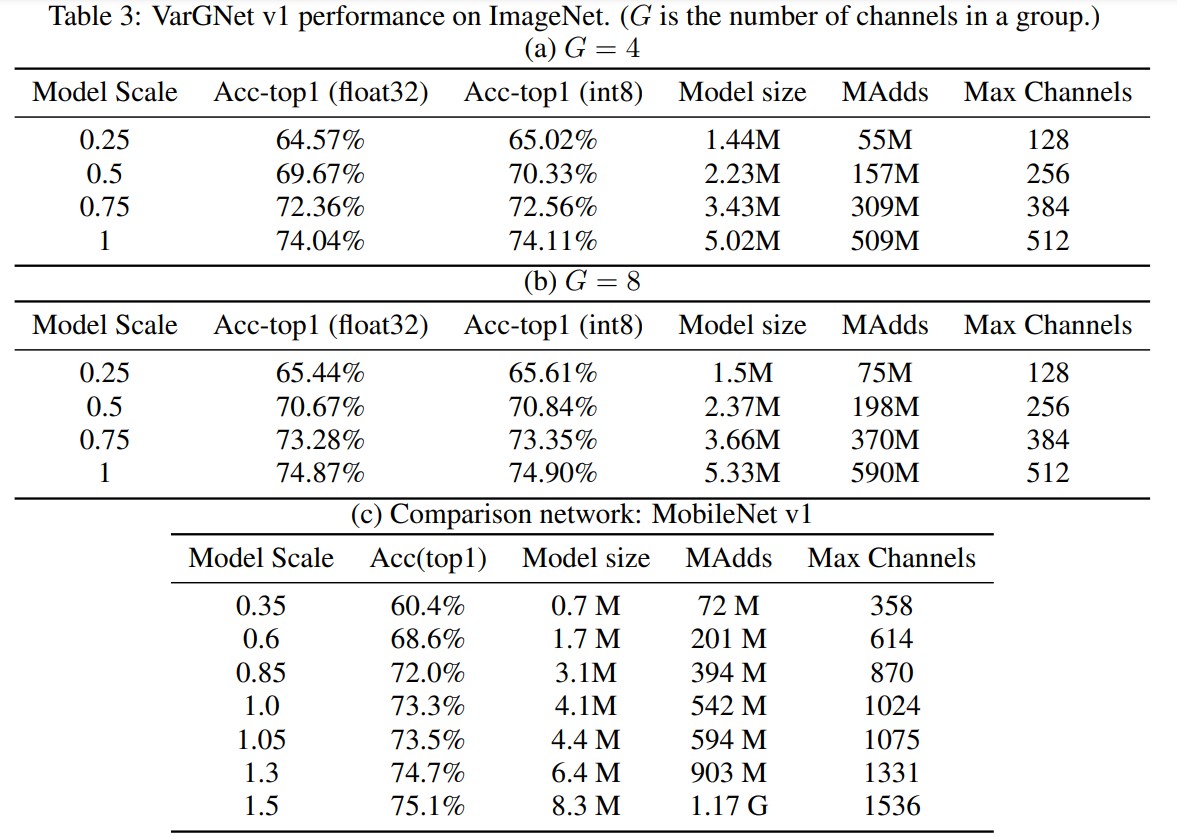 Table 3: VarGNet v1 performance on ImageNet. (G is the number of channels in a group.)
(a) G = 4
Model Scale Acc-top1 (float32) Acc-top1 (int8) Model size MAdds Max Channels
0.25 64.57% 65.02% 1.44M 55M 128
0.5 69.67% 70.33% 2.23M 157M 256
0.75 72.36% 72.56% 3.43M 309M 384
1 74.04% 74.11% 5.02M 509M 512
(b) G = 8
Model Scale Acc-top1 (float32) Acc-top1 (int8) Model size MAdds Max Channels
0.25 65.44% 65.61% 1.5M 75M 128
0.5 70.67% 70.84% 2.37M 198M 256
0.75 73.28% 73.35% 3.66M 370M 384
1 74.87% 74.90% 5.33M 590M 512
(c) Comparison network: MobileNet v1
Model Scale Acc(top1) Model size MAdds Max Channels
0.35 60.4% 0.7 M 72 M 358
0.6 68.6% 1.7 M 201 M 614
0.85 72.0% 3.1M 394 M 870
1.0 73.3% 4.1M 542 M 1024
1.05 73.5% 4.4 M 594 M 1075
1.3 74.7% 6.4 M 903 M 1331
1.5 75.1% 8.3 M 1.17 G 1536